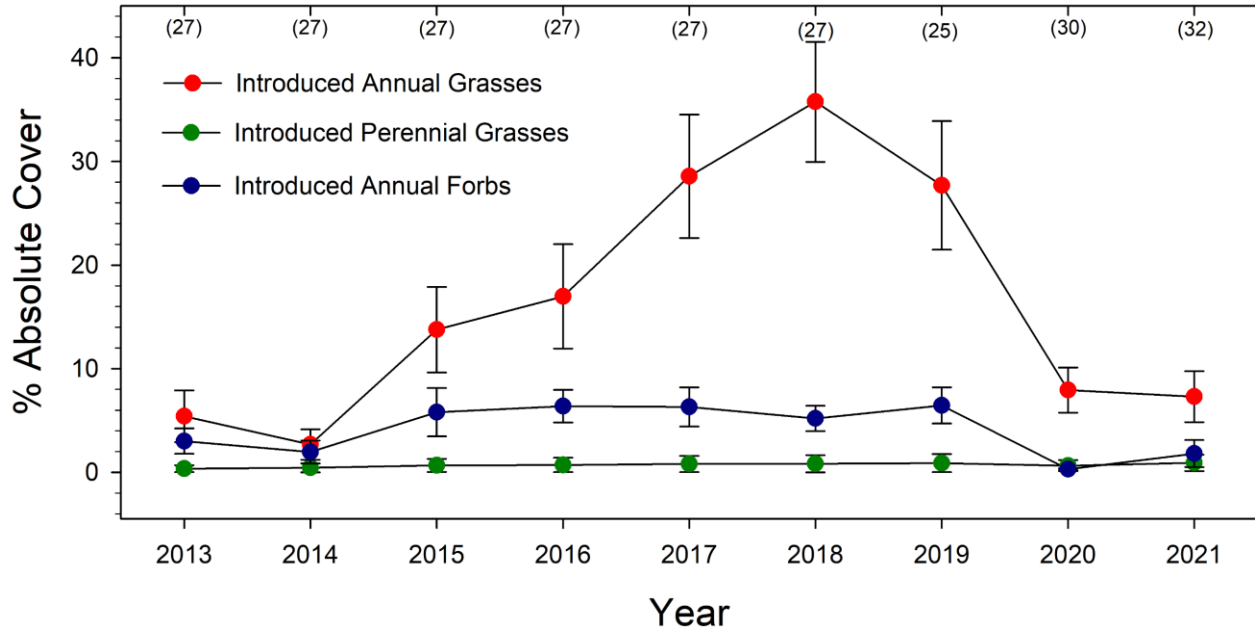 (27) (27) (27) (27) (27) (27) (25) (30) (32)
40
Introduced Annual Grasses
Introduced Perennial Grasses
30
Introduced Annual Forbs
20
10
0
% Absolute Cover
2013 2014 2015 2016 2017 2018 2019 2020 2021
Year